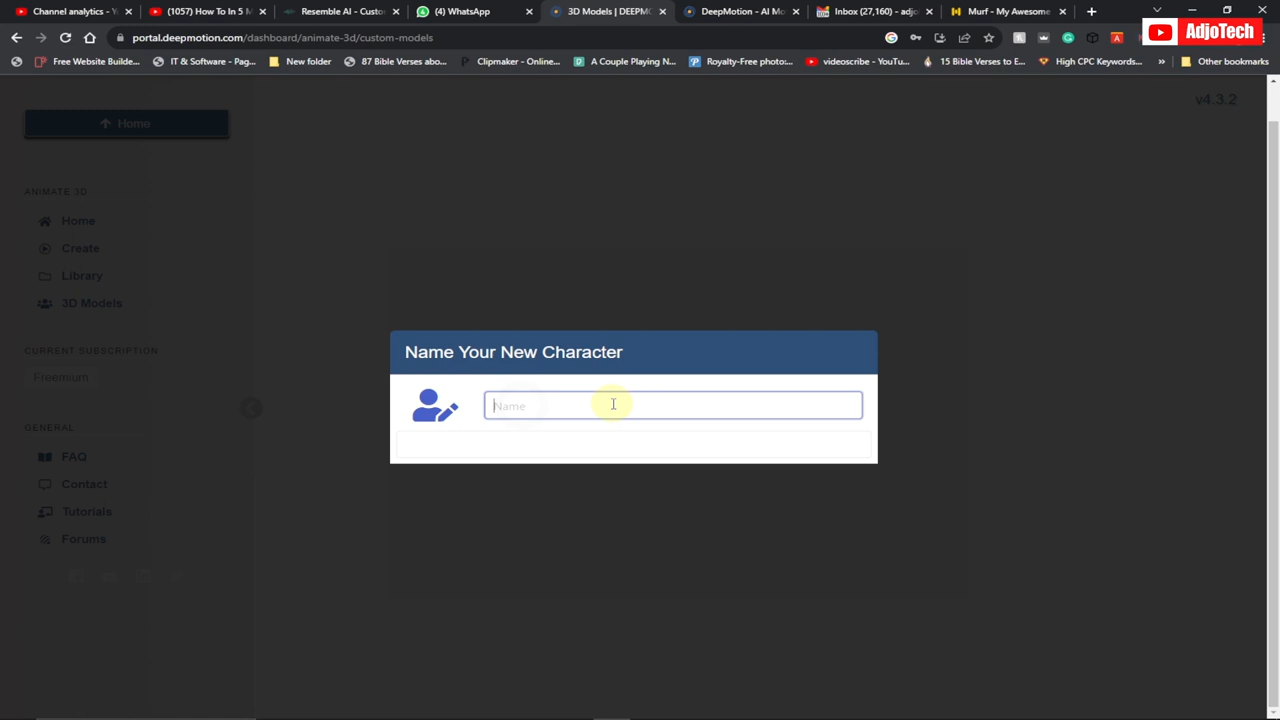 Channel analytics - Y
(1057) How To In 5 M
Resemble AI - Custo
(4) WhatsApp
3D Models | DEEPMO
DeepMotion - AI Mo
Inbox (27,160) - adjo
Murf - My Awesome
AdjoTech
portal.deepmotion.com/dashboard/animate-3d/custom-models
Free Website Builde...
IT & Software - Pag...
New folder
87 Bible Verses abo...
Clipmaker - Online...
A Couple Playing N...
Royalty-Free photo:...
videoscribe - YouTu...
15 Bible Verses to E...
High CPC Keywords...
»
Other bookmarks
v4.3.2
Home
ANIMATE 3D
Home
Create
Library
3D Models
CURRENT SUBSCRIPTION
Freemium
GENERAL
FAQ
Contact
Tutorials
Forums
Name Your New Character
Name